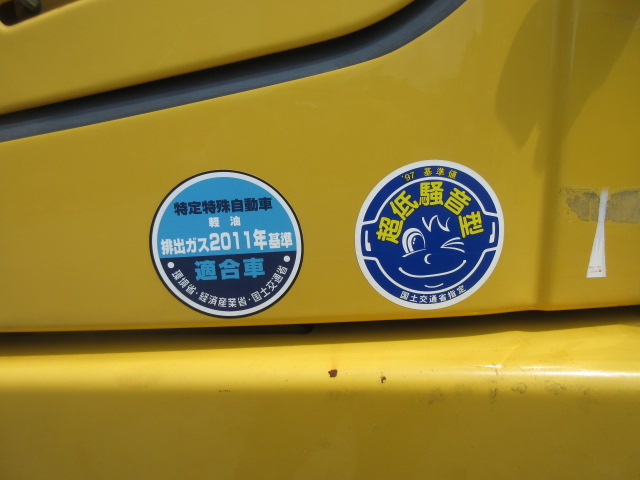 特定特殊自動車
軽油
排出ガス2011年基準
適合車
環境省・経済産業省・国土交通省
'97 基準値
超低騒音型
国土交通省指定